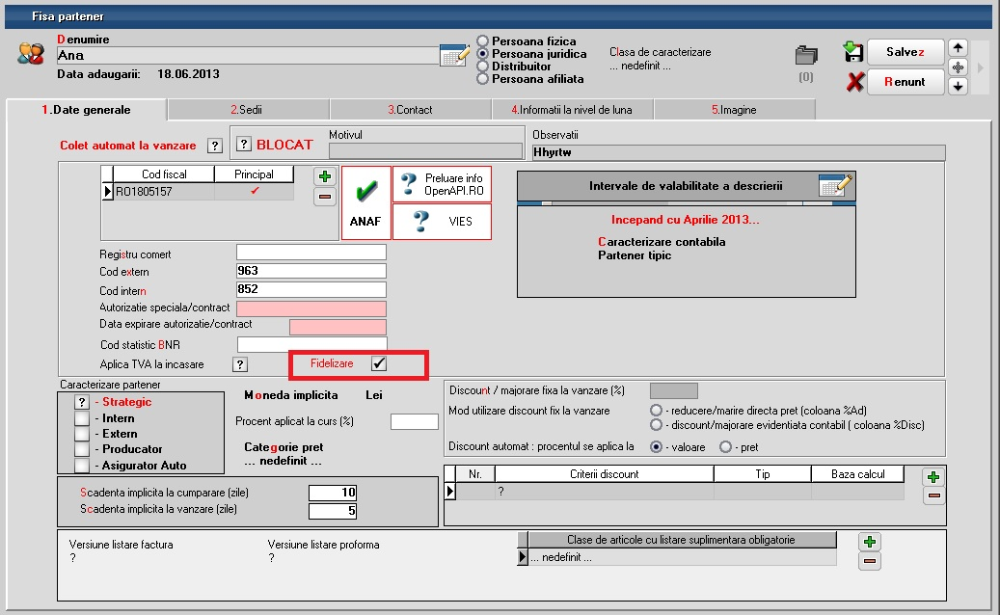 Fisa partener
Denumire
Ana
Data adaugarii: 18.06.2013
Persoana fizica
Persoana juridica
Distribuitor
Persoana afiliata
Clasa de caracterizare
... nedefinit ...
(0)
Salvez
Renunt
1.Date generale
2.Sedii
3.Contact
4.Informatii la nivel de luna
5.Imagine
Colet automat la vanzare ?
? BLOCAT
Motivul
Observatii
Hhyrtw
Cod fiscal Principal
RO1805157
ANAF
? Preluare info
OpenAPI.RO
? VIES
Intervale de valabilitate a descrierii
Incepand cu Aprilie 2013...
Caracterizare contabila
Partener tipic
Registru comert
Cod extern 963
Cod intern 852
Autorizatie speciala/contract
Data expirare autorizatie/contract
Cod statistic BNR
Aplica TVA la incasare ?
Fidelizare
Caracterizare partener
? - Strategic
- Intern
- Extern
- Producator
- Asigurator Auto
Moneda implicita Lei
Procent aplicat la curs (%)
Categorie pret
... nedefinit ...
Discount / majorare fixa la vanzare (%)
Mod utilizare discount fix la vanzare
- reducere/marire directa pret (coloana %Ad)
- discount/majorare evidentiata contabil ( coloana %Disc)
Discount automat : procentul se aplica la - valoare - pret
Nr. Criterii discount Tip Baza calcul
?
Scadenta implicita la cumparare (zile) 10
Scadenta implicita la vanzare (zile) 5
Versiune listare factura
?
Versiune listare proforma
?
Clase de articole cu listare suplimentara obligatorie
... nedefinit ...